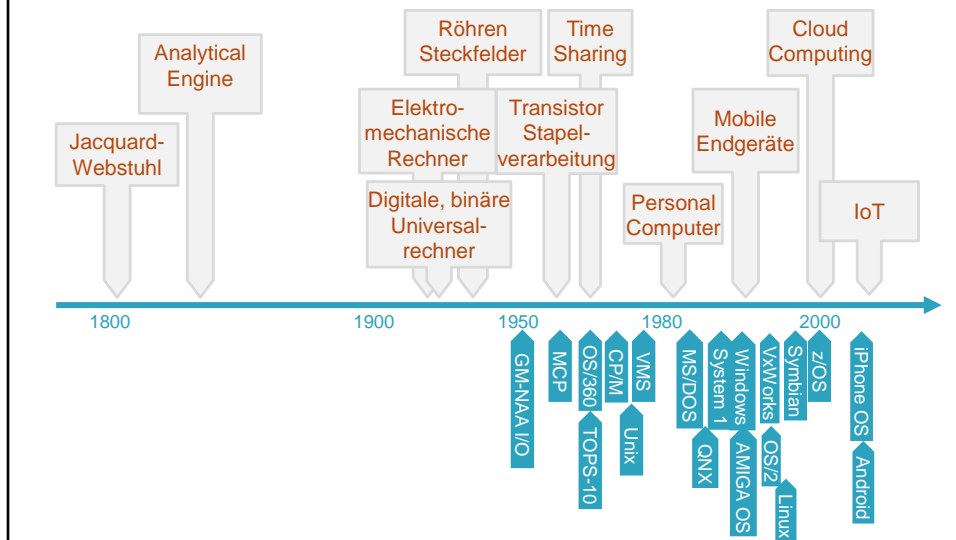 Jacquard-
Webstuhl
Analytical
Engine
Röhren
Steckfelder
Elektro-
mechanische
Rechner
Digitale, binäre
Universal-
rechner
Time
Sharing
Transistor
Stapel-
verarbeitung
Personal
Computer
Mobile
Endgeräte
Cloud
Computing
IoT
1800
1900
1950
1980
2000
GM-NAA I/O
MCP
OS/360
TOPS-10
CP/M
Unix
VMS
MS/DOS
QNX
System 1
Windows
AMIGA OS
VxWorks
OS/2
Symbian
Linux
z/OS
iPhone OS
Android